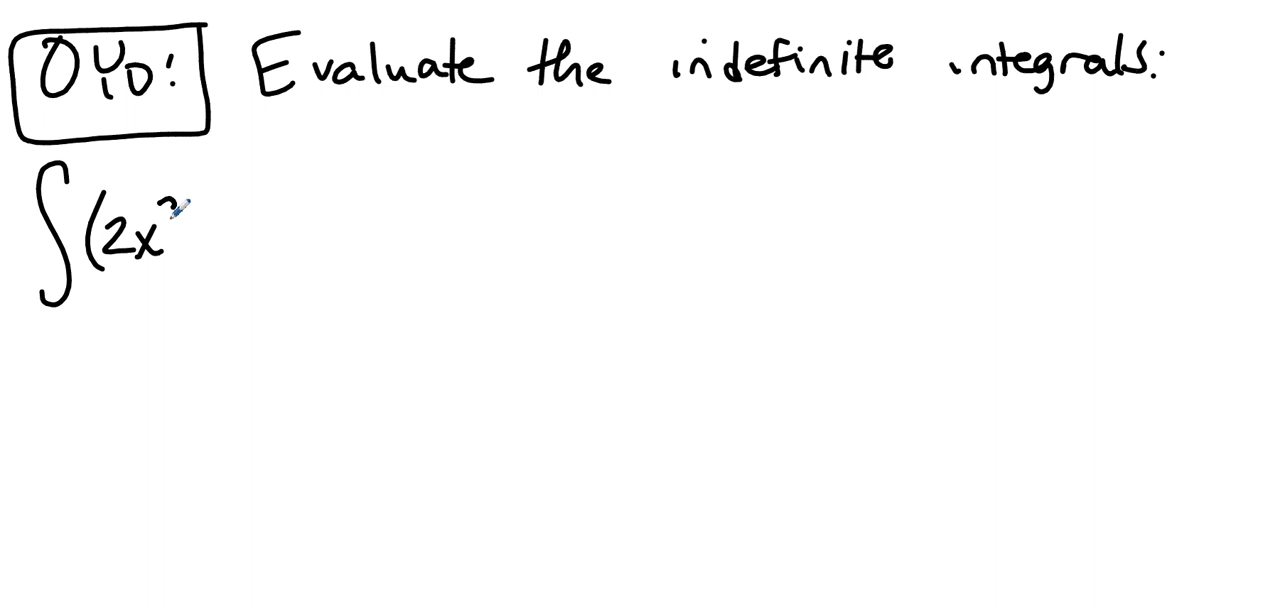 OYO! Evaluate the indefinite integrals:
∫(2x